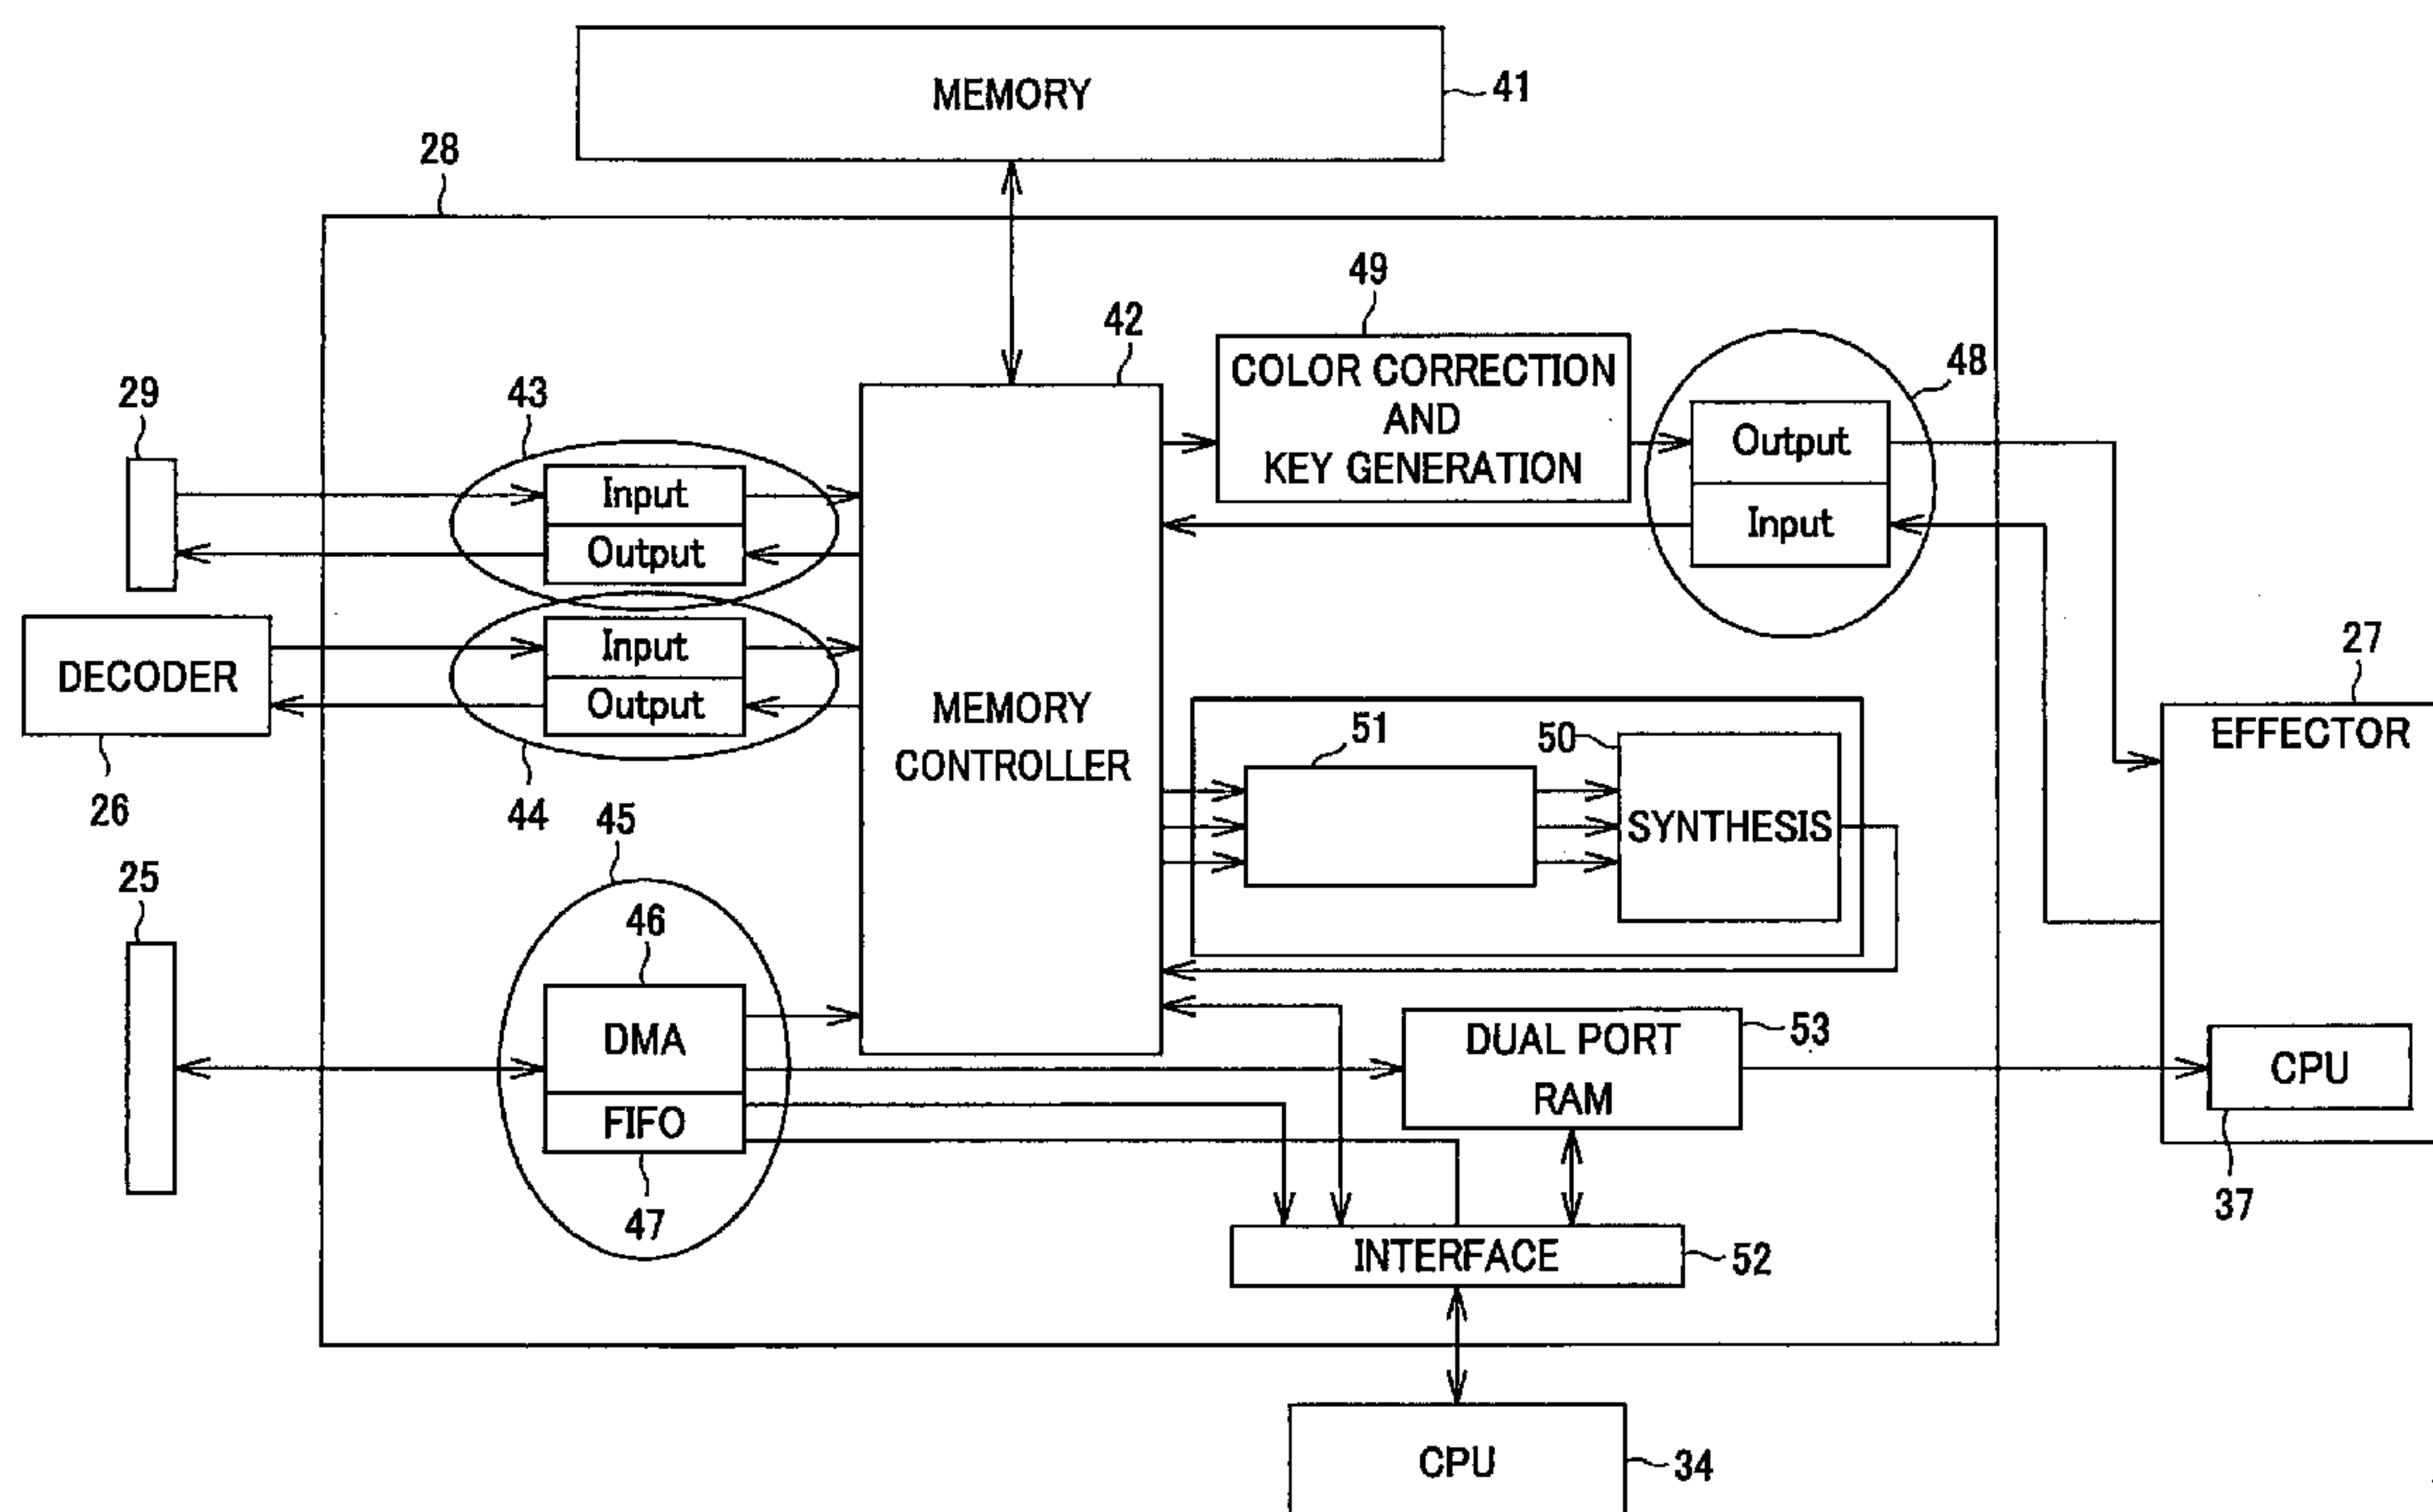 MEMORY
41
28
49
42
COLOR CORRECTION
AND
KEY GENERATION
48
Output
Input
29
43
Input
Output
DECODER
26
Input
Output
44
MEMORY
CONTROLLER
27
EFFECTOR
51
50
SYNTHESIS
45
25
46
DMA
FIFO
47
DUAL PORT
RAM
53
CPU
37
INTERFACE
52
CPU
34